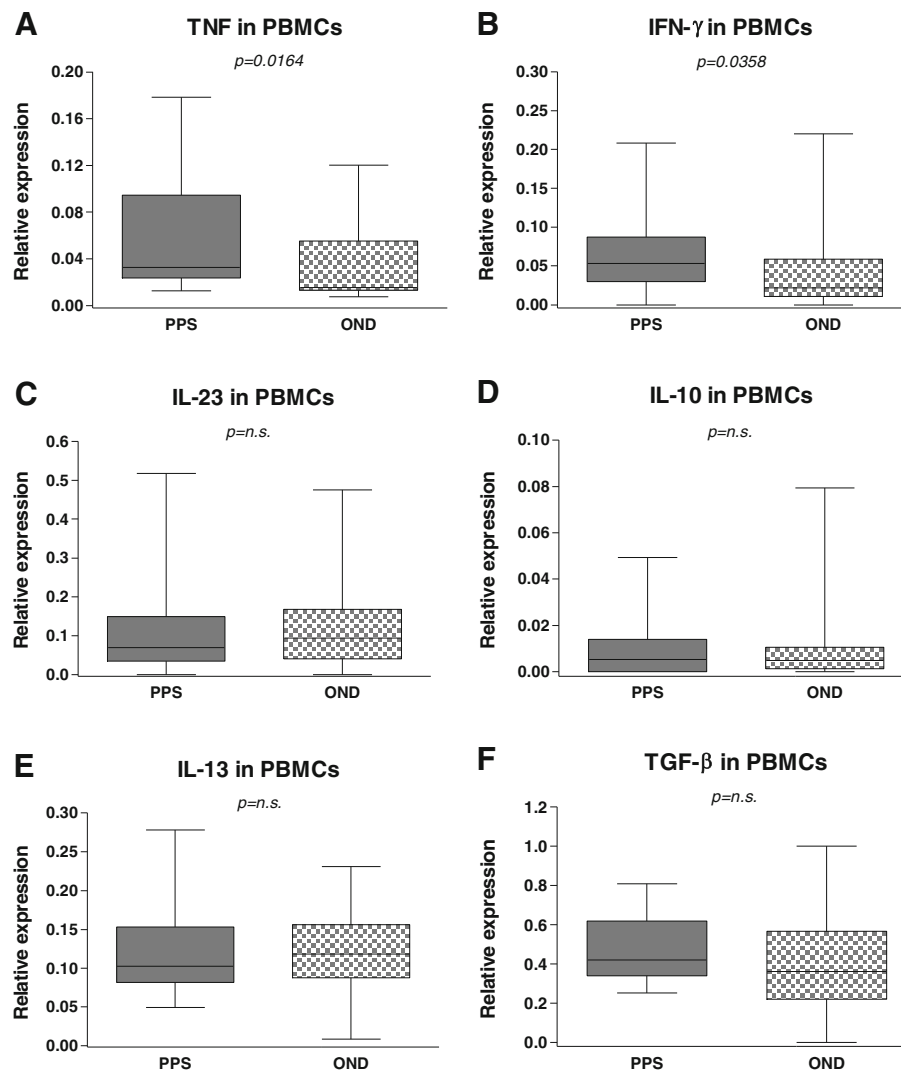 A
TNF in PBMCs
p=0.0164
Relative expression
0.20
0.16
0.12
0.08
0.04
0.00
PPS
OND
B
IFN-γ in PBMCs
p=0.0358
Relative expression
0.30
0.25
0.20
0.15
0.10
0.05
0.00
PPS
OND
C
IL-23 in PBMCs
p=n.s.
Relative expression
0.6
0.5
0.4
0.3
0.2
0.1
0.0
PPS
OND
D
IL-10 in PBMCs
p=n.s.
Relative expression
0.10
0.08
0.06
0.04
0.02
0.00
PPS
OND
E
IL-13 in PBMCs
p=n.s.
Relative expression
0.30
0.25
0.20
0.15
0.10
0.05
0.00
PPS
OND
F
TGF-β in PBMCs
p=n.s.
Relative expression
1.2
1.0
0.8
0.6
0.4
0.2
0.0
PPS
OND